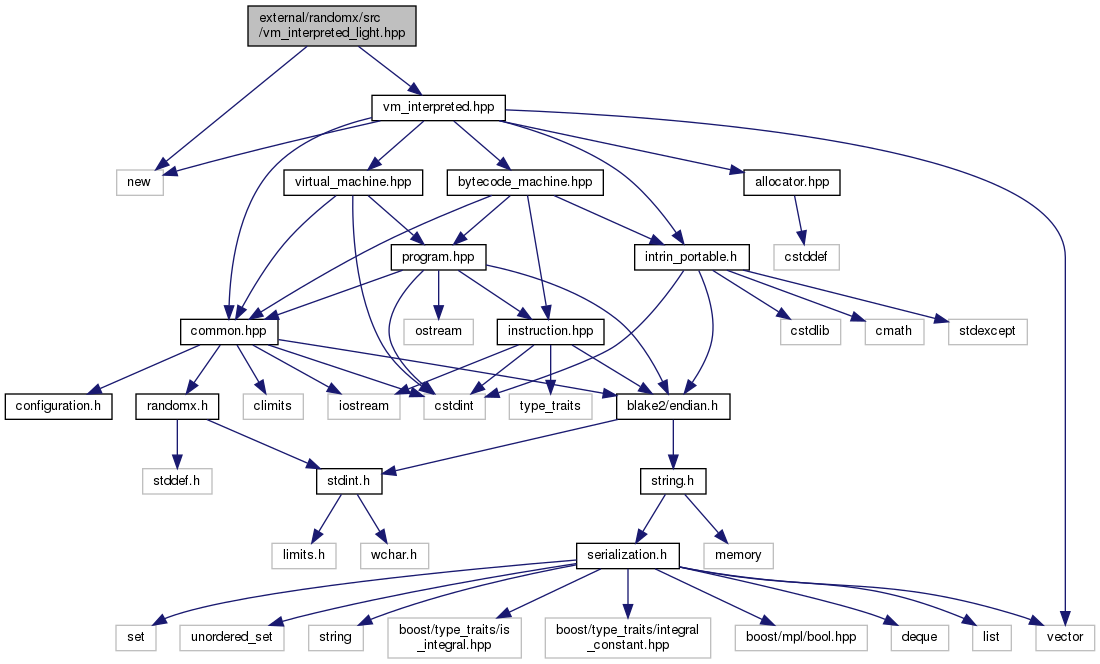 external/randomx/src
/vm_interpreted_light.hpp
vm_interpreted.hpp
new
virtual_machine.hpp
bytecode_machine.hpp
allocator.hpp
program.hpp
intrin_portable.h
cstddef
common.hpp
ostream
instruction.hpp
cstdlib
cmath
stdexcept
configuration.h
randomx.h
climits
iostream
cstdint
type_traits
blake2/endian.h
stddef.h
stdint.h
string.h
limits.h
wchar.h
serialization.h
memory
set
unordered_set
string
boost/type_traits/is
_integral.hpp
boost/type_traits/integral
_constant.hpp
boost/mpl/bool.hpp
deque
list
vector